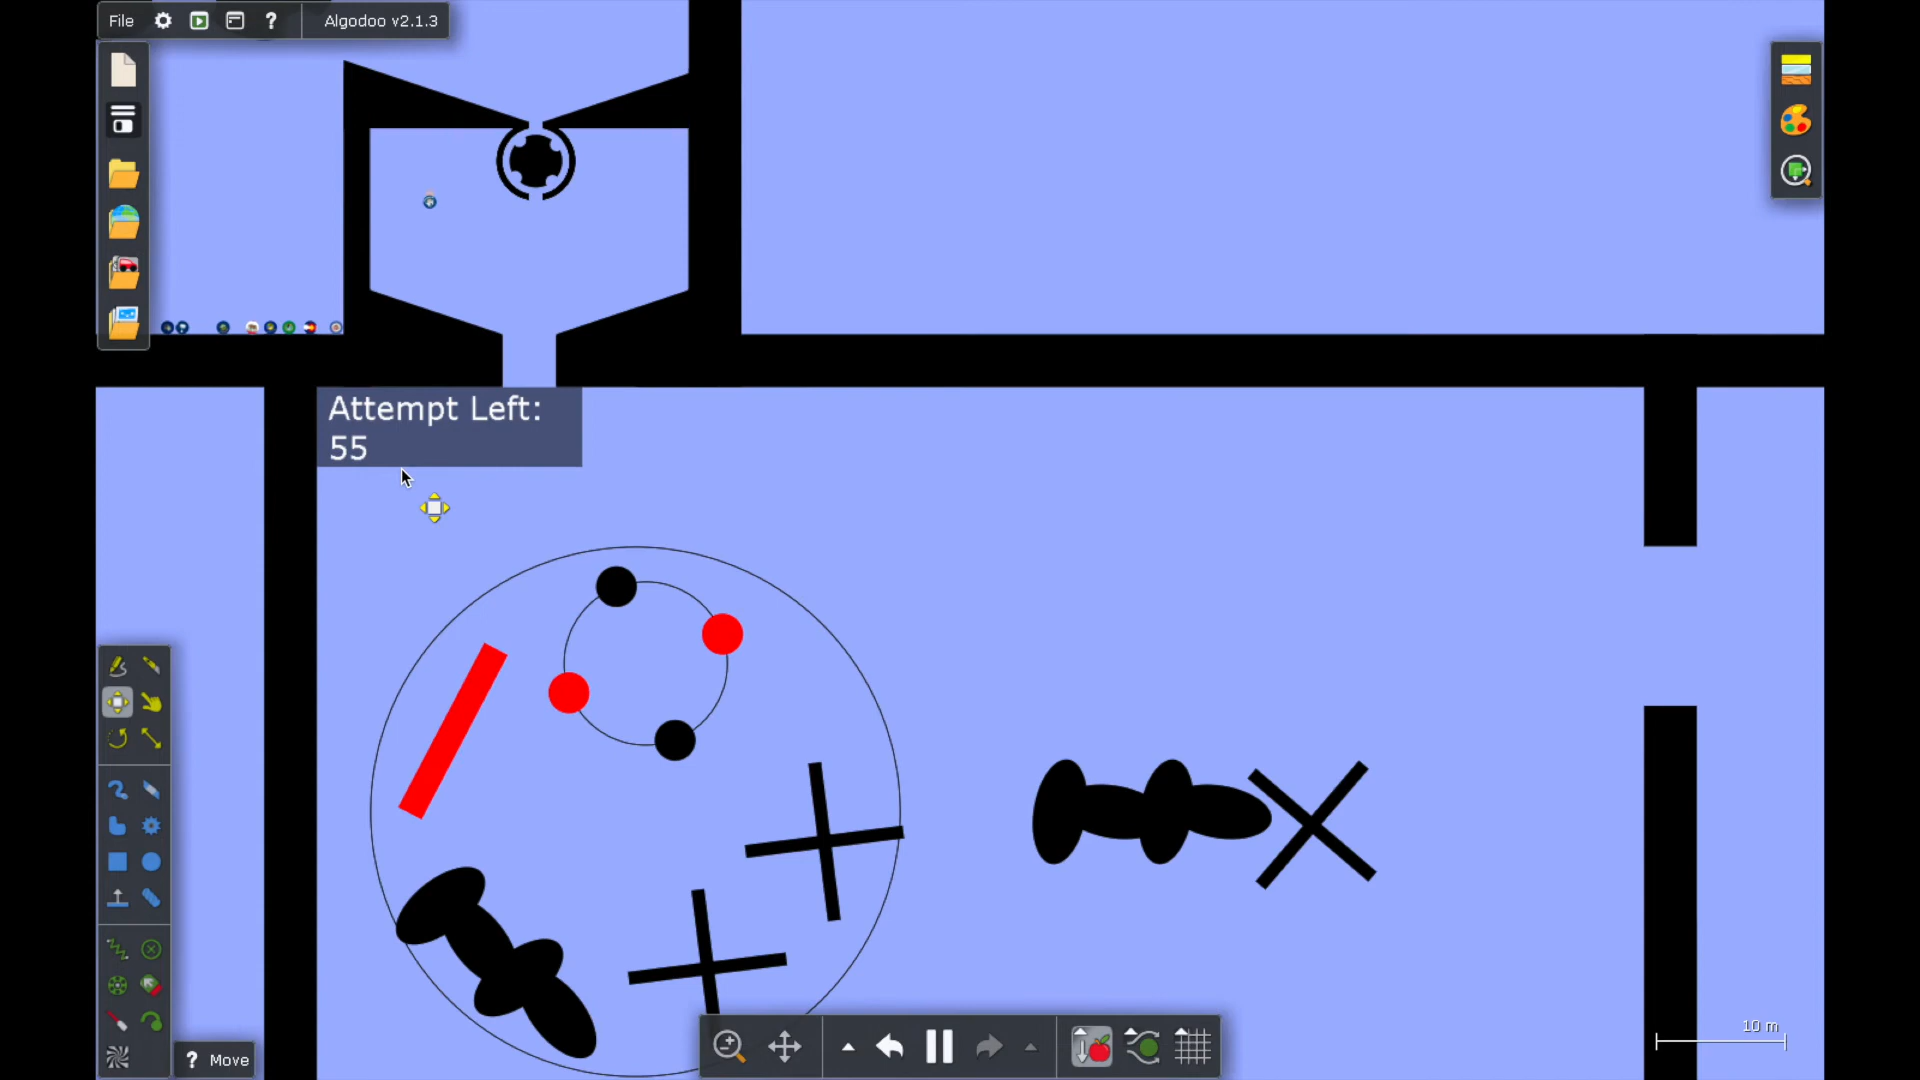 File
?
Algodoo v2.1.3
Attempt Left:
55
10 m
? Move